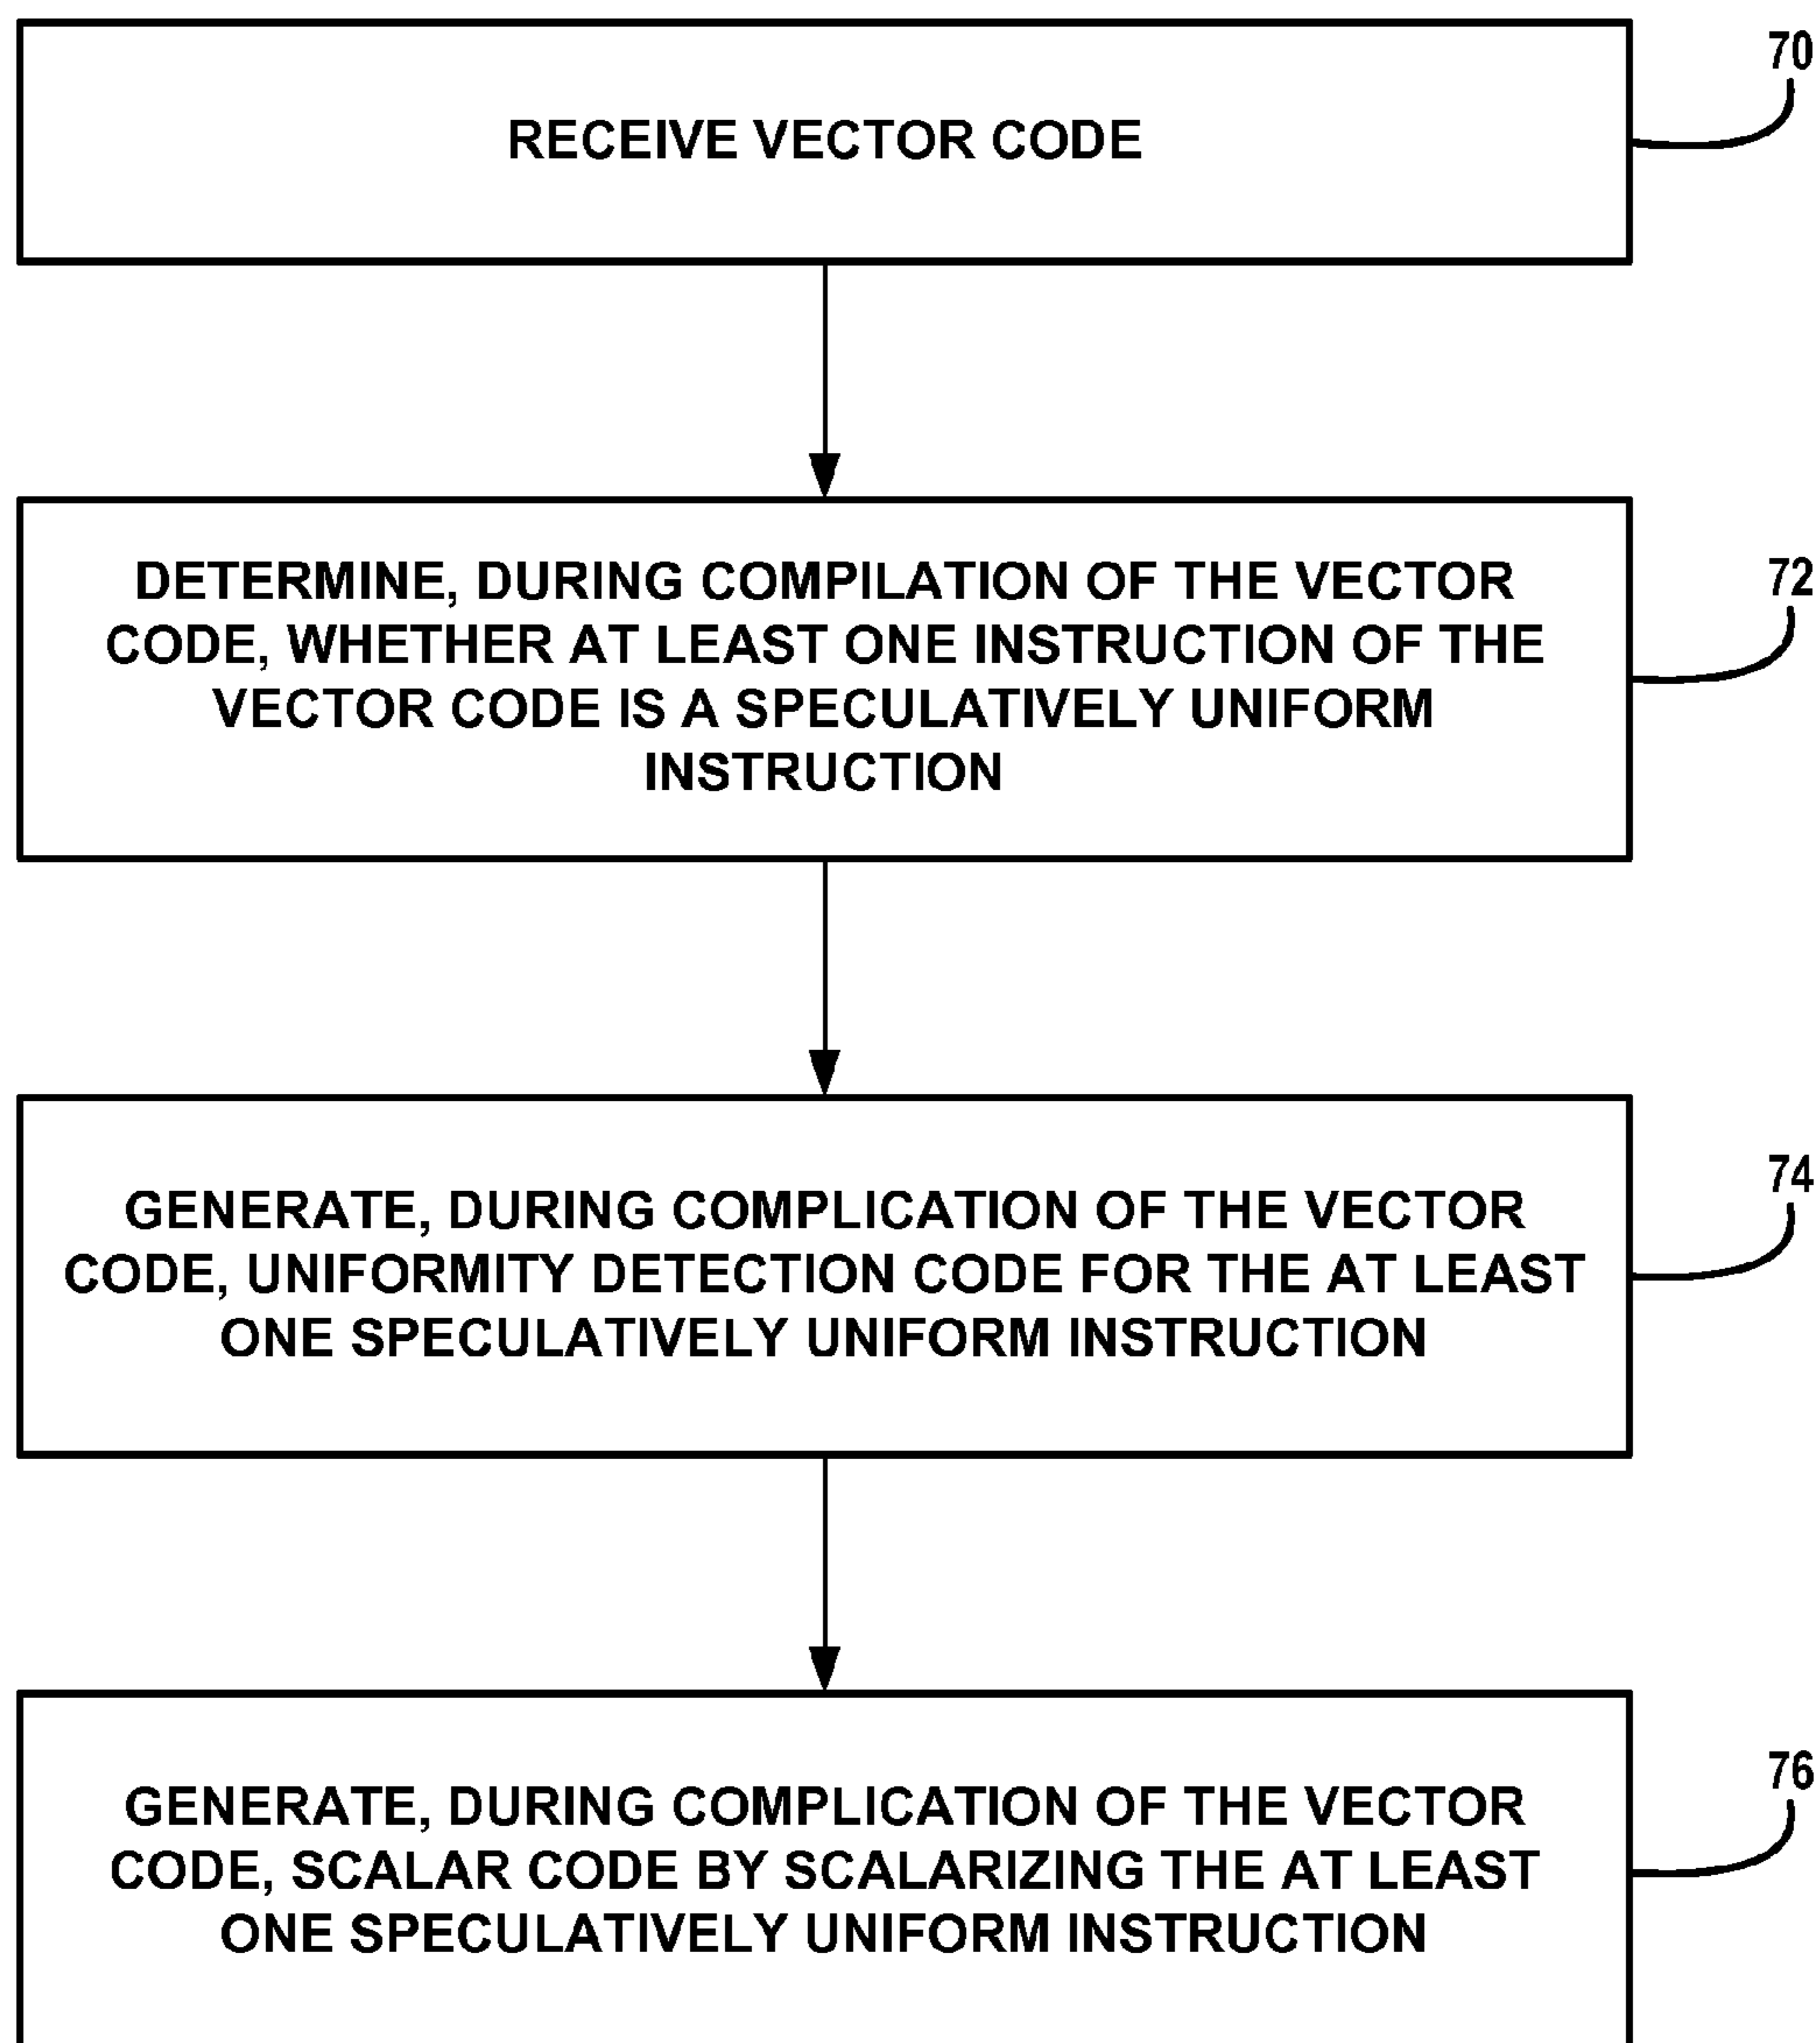 RECEIVE VECTOR CODE
70
DETERMINE, DURING COMPILATION OF THE VECTOR
CODE, WHETHER AT LEAST ONE INSTRUCTION OF THE
VECTOR CODE IS A SPECULATIVELY UNIFORM
INSTRUCTION
72
GENERATE, DURING COMPLICATION OF THE VECTOR
CODE, UNIFORMITY DETECTION CODE FOR THE AT LEAST
ONE SPECULATIVELY UNIFORM INSTRUCTION
74
GENERATE, DURING COMPLICATION OF THE VECTOR
CODE, SCALAR CODE BY SCALARIZING THE AT LEAST
ONE SPECULATIVELY UNIFORM INSTRUCTION
76